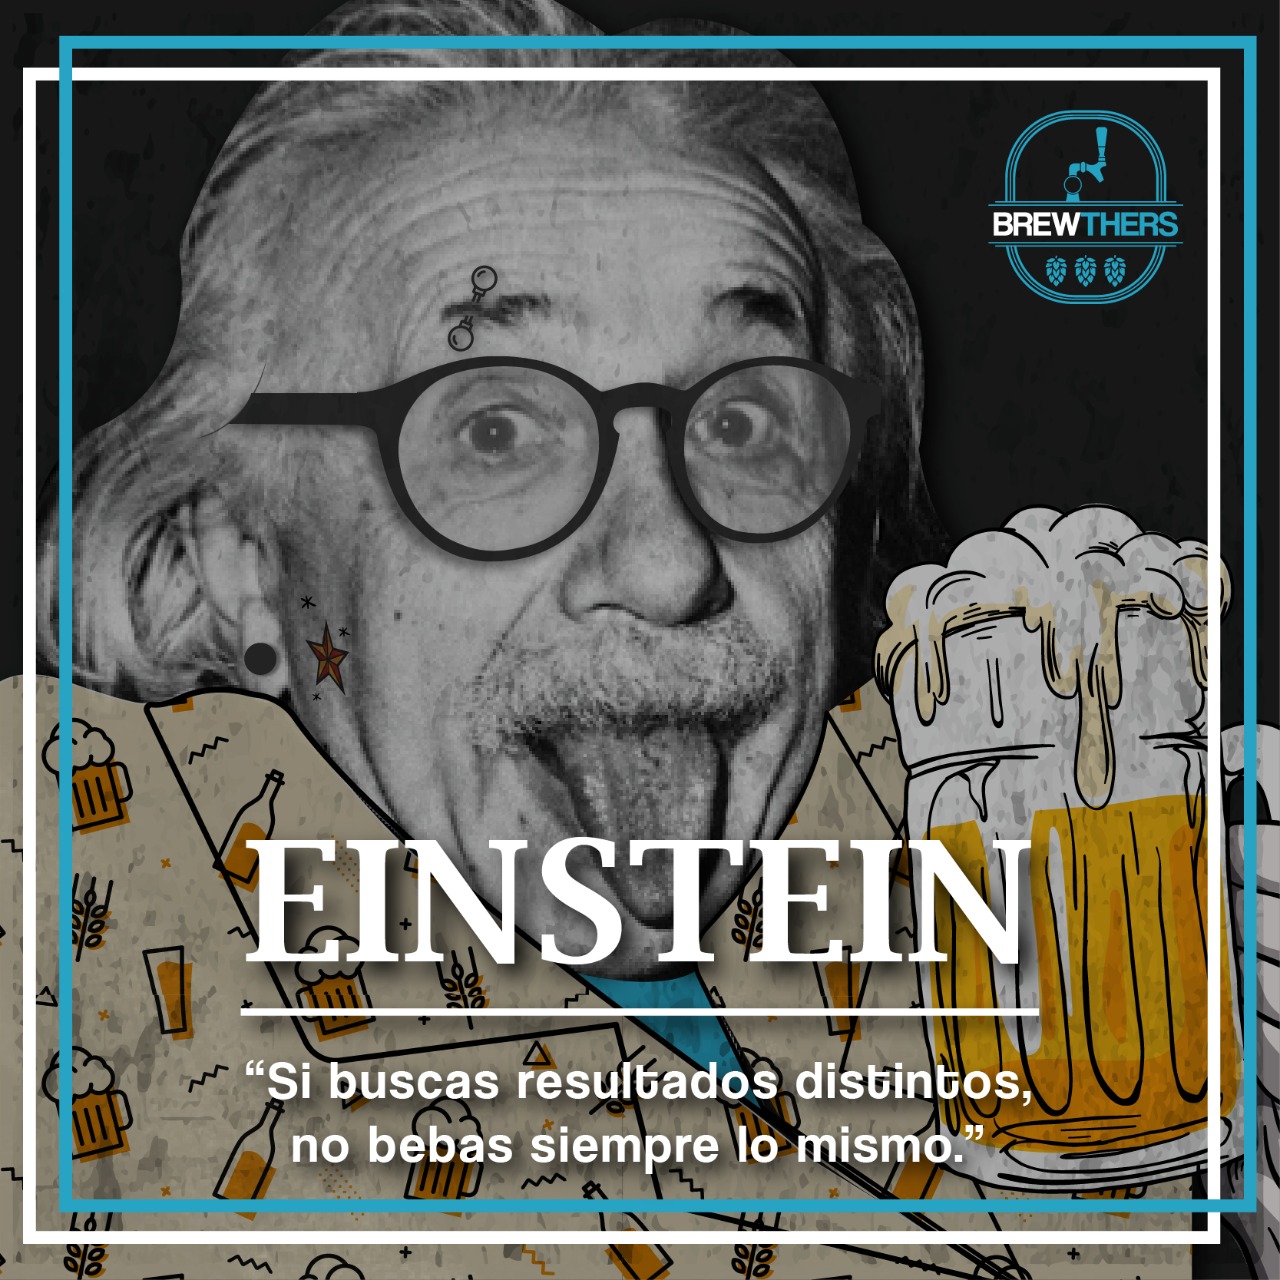 BREWTHERS
EINSTEIN
“Si buscas resultados distintos,
no bebas siempre lo mismo.”